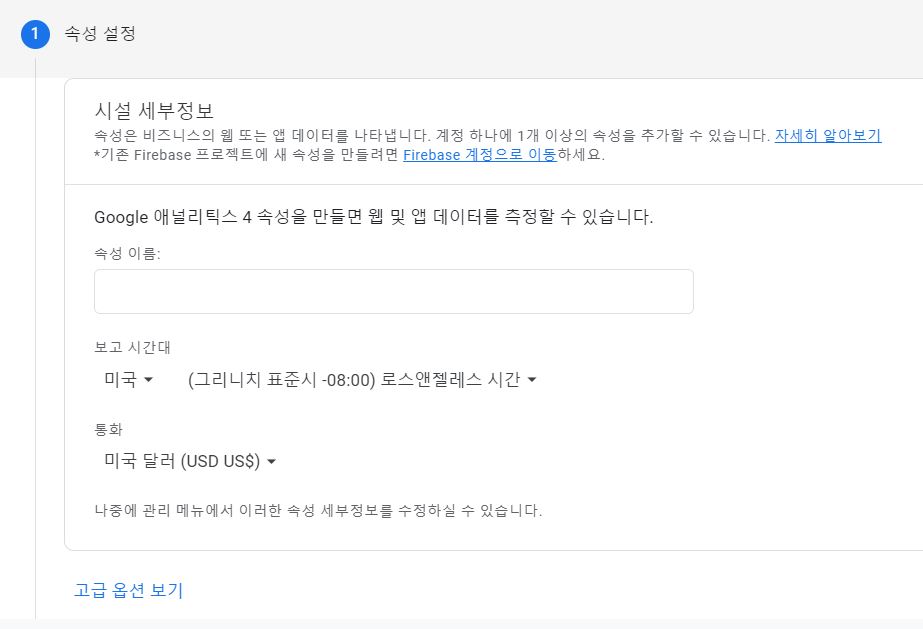 1 속성 설정
시설 세부정보
속성은 비즈니스의 웹 또는 앱 데이터를 나타냅니다. 계정 하나에 1개 이상의 속성을 추가할 수 있습니다. 자세히 알아보기
*기존 Firebase 프로젝트에 새 속성을 만들려면 Firebase 계정으로 이동하세요.
Google 애널리틱스 4 속성을 만들면 웹 및 앱 데이터를 측정할 수 있습니다.
속성 이름:
보고 시간대
미국 (그리니치 표준시 -08:00) 로스앤젤레스 시간
통화
미국 달러 (USD US$)
나중에 관리 메뉴에서 이러한 속성 세부정보를 수정하실 수 있습니다.
고급 옵션 보기